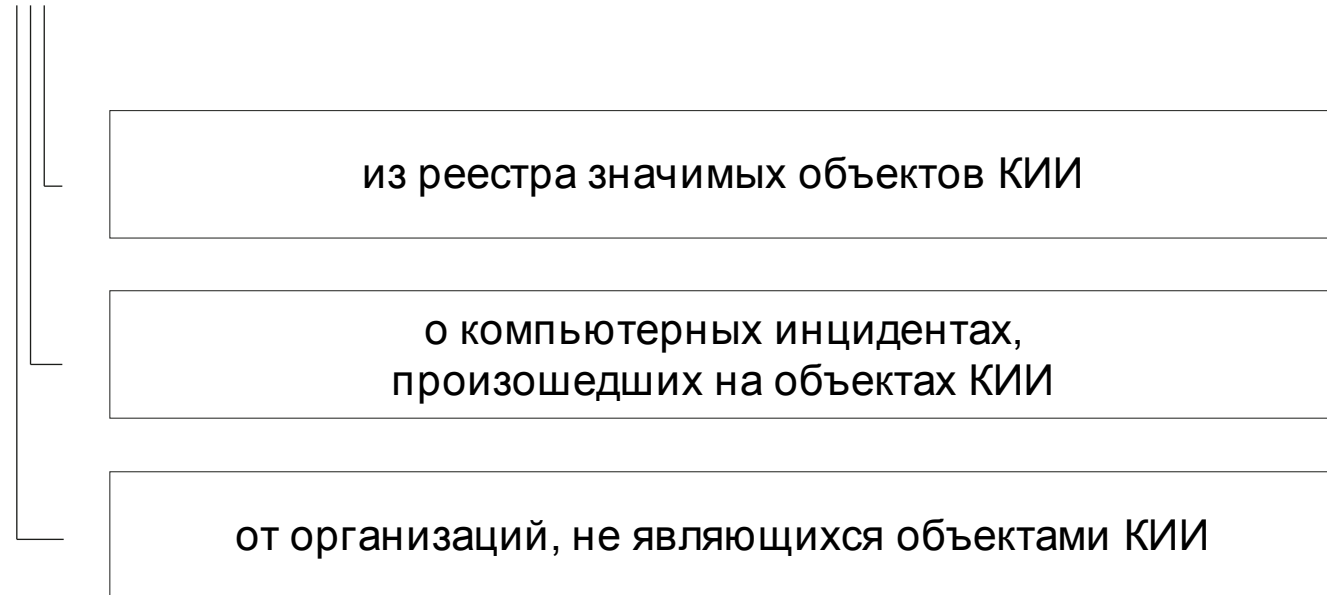 из реестра значимых объектов КИИ
о компьютерных инцидентах,
произошедших на объектах КИИ
от организаций, не являющихся объектами КИИ